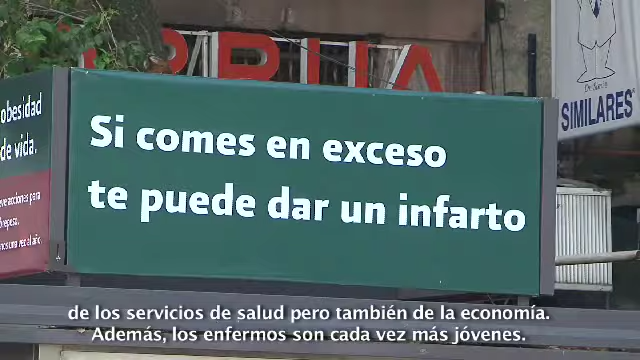 Si comes en exceso
te puede dar un infarto
obesidad
de vida.
SIMILARES
de los servicios de salud pero también de la economía.
Además, los enfermos son cada vez más jóvenes.